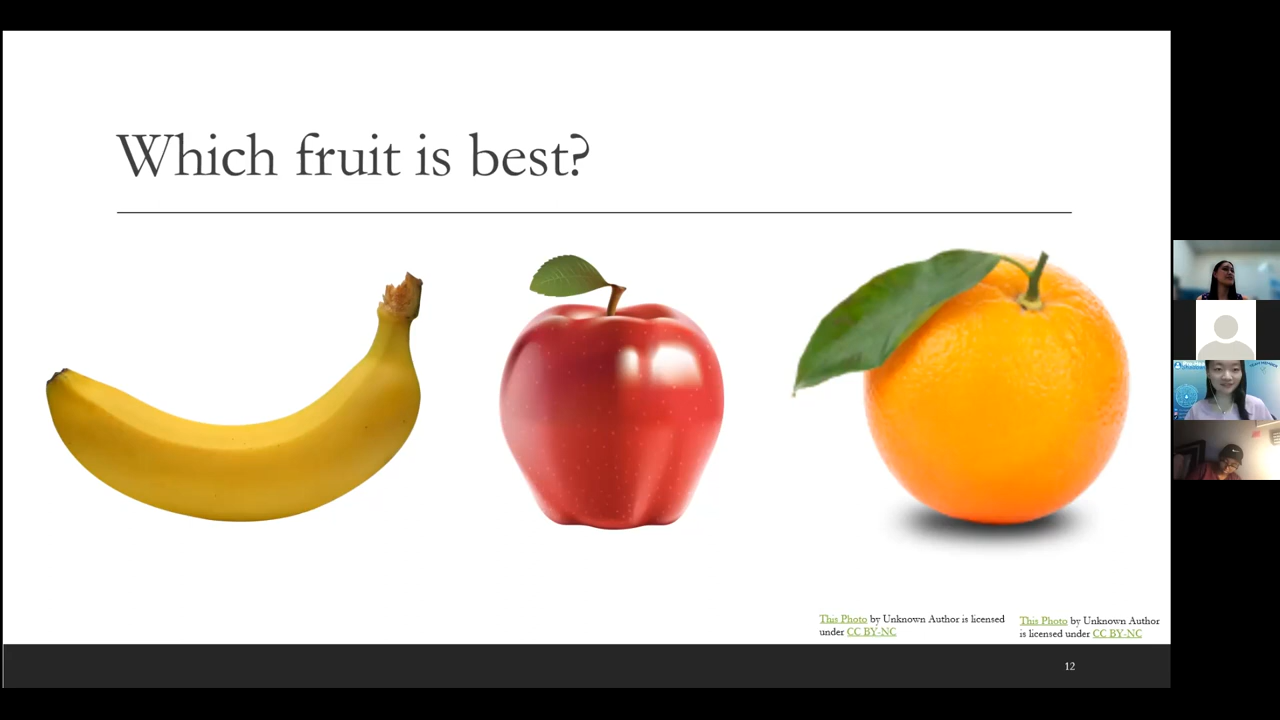 Which fruit is best?
This Photo by Unknown Author is licensed
under CC BY-NC
This Photo by Unknown Author
is licensed under CC BY-NC
12